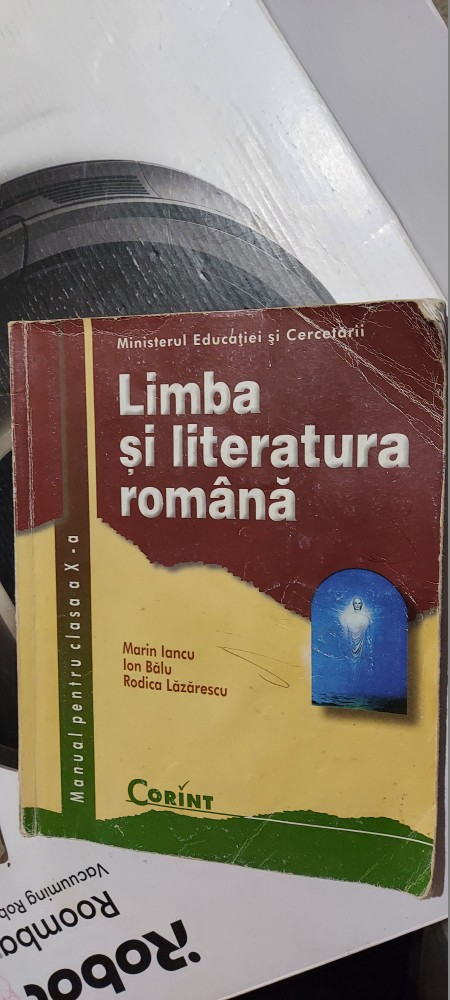 Ministerul Educației și Cercetării
Limba
și literatura
română
Manual pentru clasa a X-a
Marin Iancu
Ion Bălu
Rodica Lăzărescu
CORINT
iRobot
Roomba
Vacuuming Rob